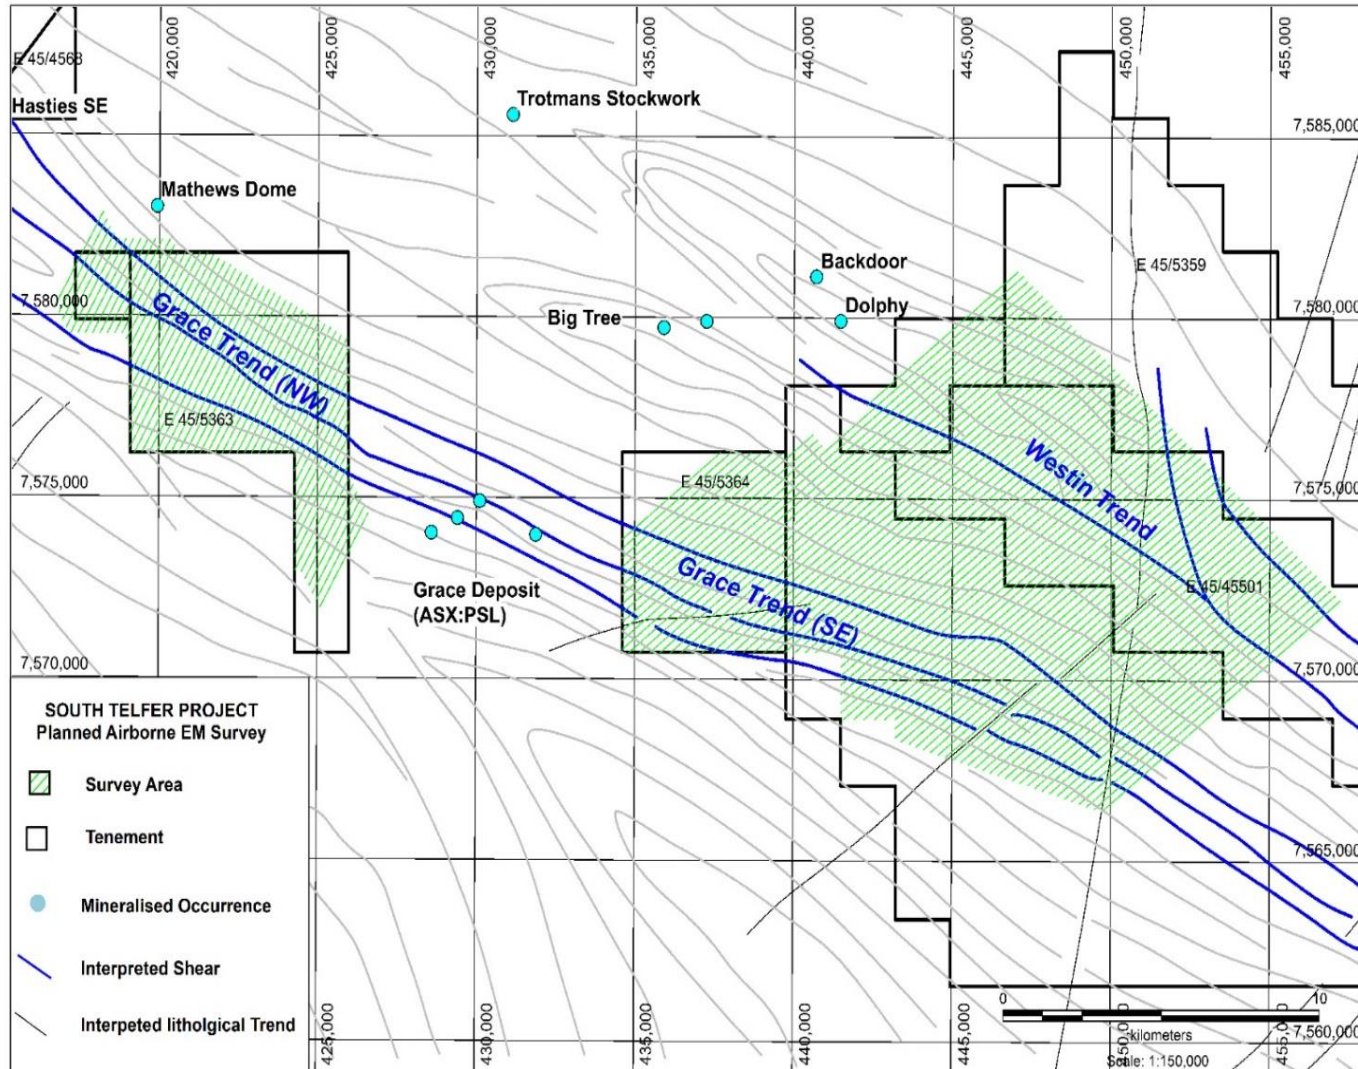 420,000
425,000
430,000
435,000
440,000
445,000
450,000
455,000
E 45/4568
Hasties SE
Trotmans Stockwork
7,585,000
Mathews Dome
Backdoor
E 45/5359
7,580,000
Big Tree
Dolphy
7,580,000
Grace Trend (NW)
E 45/5363
Westin Trend
7,575,000
E 45/5364
7,575,000
Grace Deposit
(ASX:PSL)
Grace Trend (SE)
E 45/45501
7,570,000
7,570,000
SOUTH TELFER PROJECT
Planned Airborne EM Survey
Survey Area
Tenement
Mineralised Occurrence
Interpreted Shear
Interpeted litholgical Trend
7,565,000
0 10
kilometers
Scale: 1:150,000
7,560,000
425,000
430,000
435,000
440,000
445,000
450,000
455,000